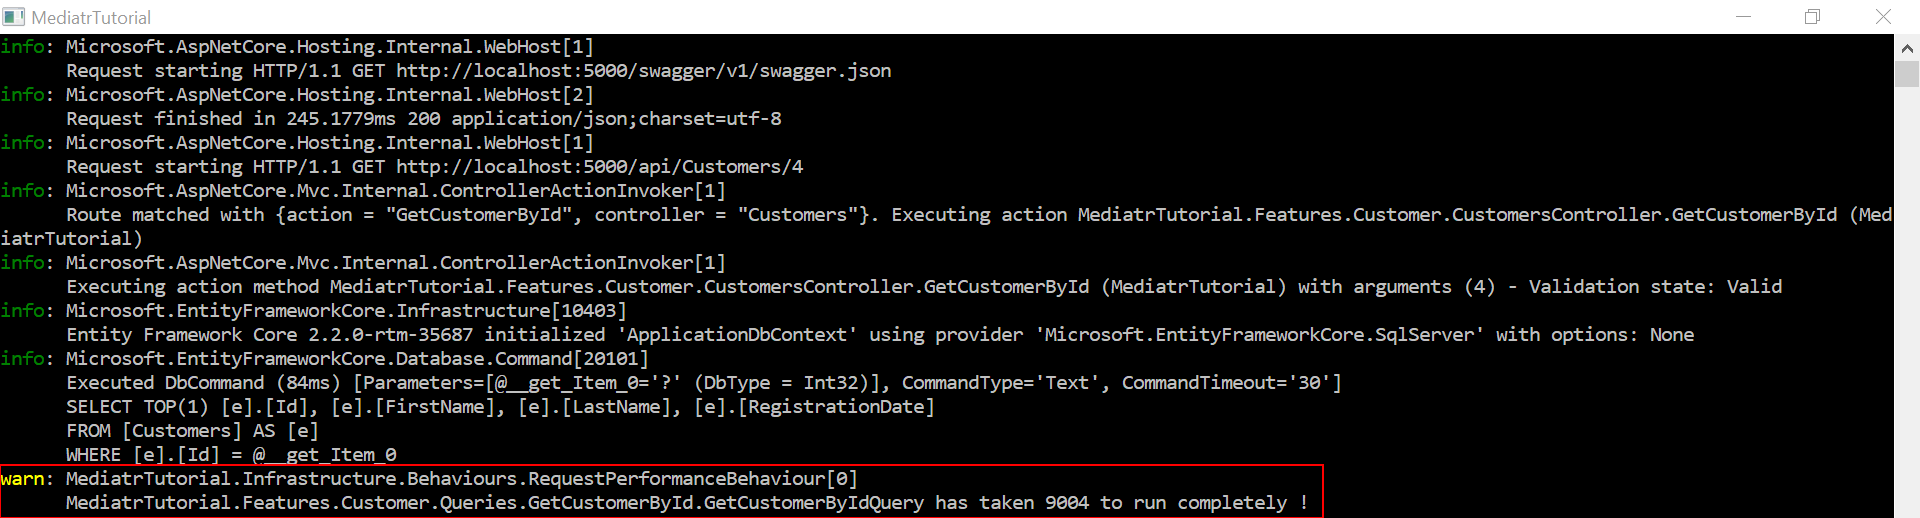 MediatrTutorial
info: Microsoft.AspNetCore.Hosting.Internal.WebHost[1]
Request starting HTTP/1.1 GET http://localhost:5000/swagger/v1/swagger.json
info: Microsoft.AspNetCore.Hosting.Internal.WebHost[2]
Request finished in 245.1779ms 200 application/json;charset=utf-8
info: Microsoft.AspNetCore.Hosting.Internal.WebHost[1]
Request starting HTTP/1.1 GET http://localhost:5000/api/Customers/4
info: Microsoft.AspNetCore.Mvc.Internal.ControllerActionInvoker[1]
Route matched with {action = "GetCustomerById", controller = "Customers"}. Executing action MediatrTutorial.Features.Customer.CustomersController.GetCustomerById (Med
iatrTutorial)
info: Microsoft.AspNetCore.Mvc.Internal.ControllerActionInvoker[1]
Executing action method MediatrTutorial.Features.Customer.CustomersController.GetCustomerById (MediatrTutorial) with arguments (4) - Validation state: Valid
info: Microsoft.EntityFrameworkCore.Infrastructure[10403]
Entity Framework Core 2.2.0-rtm-35687 initialized 'ApplicationDbContext' using provider 'Microsoft.EntityFrameworkCore.SqlServer' with options: None
info: Microsoft.EntityFrameworkCore.Database.Command[20101]
Executed DbCommand (84ms) [Parameters=[@__get_Item_0='?' (DbType = Int32)], CommandType='Text', CommandTimeout='30']
SELECT TOP(1) [e].[Id], [e].[FirstName], [e].[LastName], [e].[RegistrationDate]
FROM [Customers] AS [e]
WHERE [e].[Id] = @__get_Item_0
warn: MediatrTutorial.Infrastructure.Behaviours.RequestPerformanceBehaviour[0]
MediatrTutorial.Features.Customer.Queries.GetCustomerById.GetCustomerByIdQuery has taken 9004 to run completely !